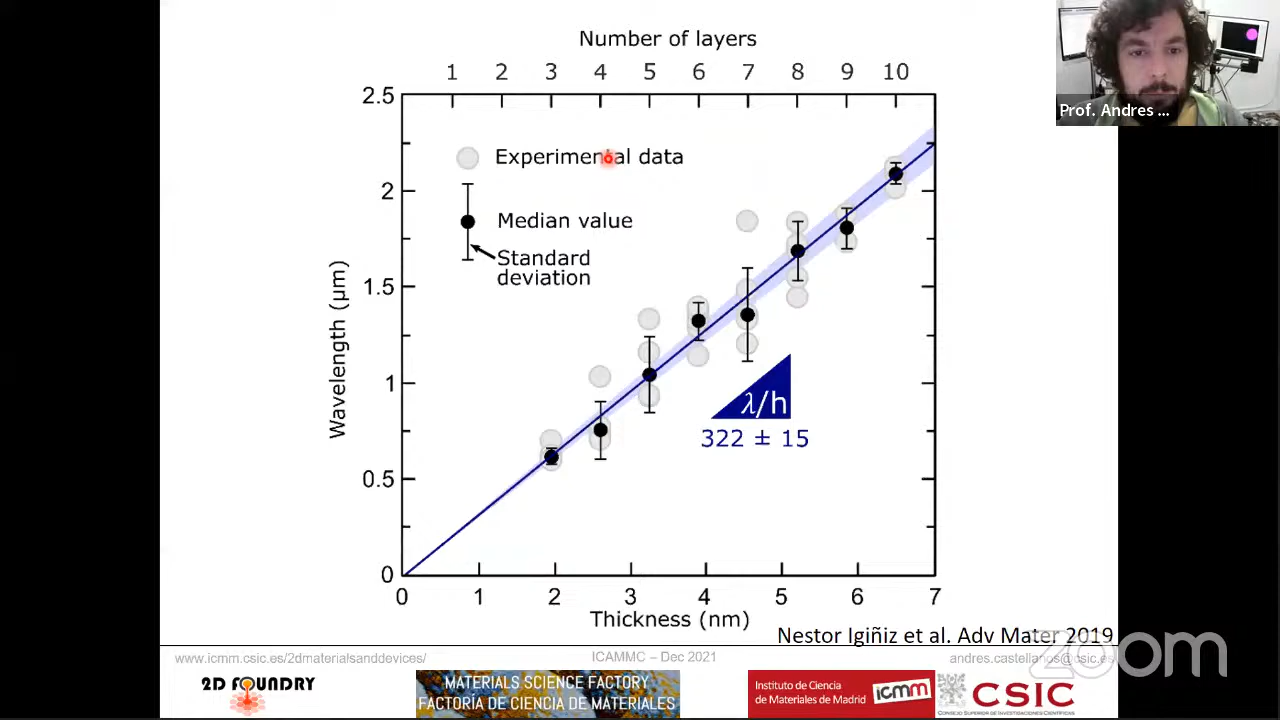 Number of layers
1 2 3 4 5 6 7 8 9 10
2.5
2
1.5
1
0.5
0
Wavelength (μm)
Experimental data
Median value
Standard
deviation
λ/h
322 ± 15
0 1 2 3 4 5 6 7
Thickness (nm)
Nestor Igiñiz et al. Adv Mater 2019
www.icmm.csic.es/2dmaterialsanddevices/
ICAMMC – Dec 2021
andres.castellanos@csic.es
zoom
2D FOUNDRY
MATERIALS SCIENCE FACTORY
FACTORÍA DE CIENCIA DE MATERIALES
Instituto de Ciencia
de Materiales de Madrid
icmm
CSIC
CONSEJO SUPERIOR DE INVESTIGACIONES CIENTÍFICAS
Prof. Andres ...